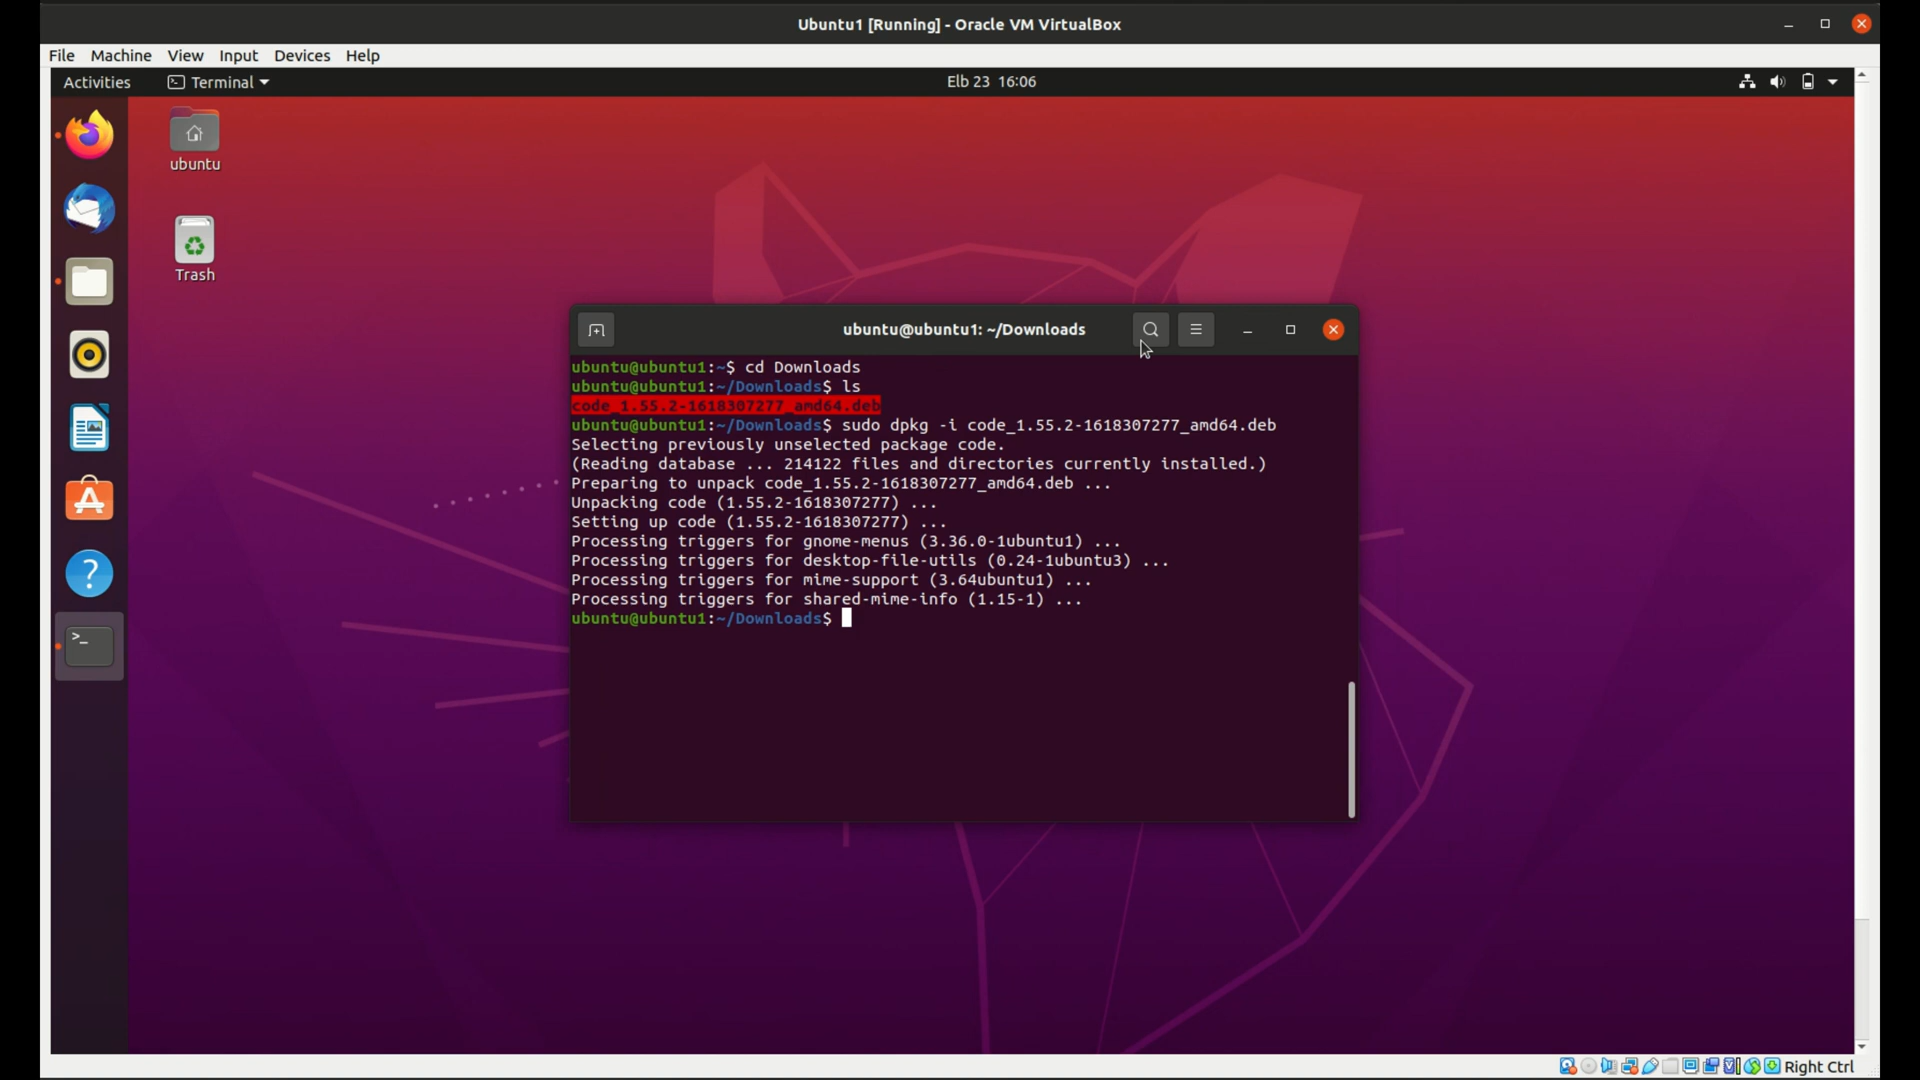 Ubuntu1 [Running] - Oracle VM VirtualBox
File Machine View Input Devices Help
Activities Terminal Elb 23 16:06
ubuntu
Trash
ubuntu@ubuntu1: ~/Downloads
ubuntu@ubuntu1:~$ cd Downloads
ubuntu@ubuntu1:~/Downloads$ ls
code_1.55.2-1618307277_amd64.deb
ubuntu@ubuntu1:~/Downloads$ sudo dpkg -i code_1.55.2-1618307277_amd64.deb
Selecting previously unselected package code.
(Reading database ... 214122 files and directories currently installed.)
Preparing to unpack code_1.55.2-1618307277_amd64.deb ...
Unpacking code (1.55.2-1618307277) ...
Setting up code (1.55.2-1618307277) ...
Processing triggers for gnome-menus (3.36.0-1ubuntu1) ...
Processing triggers for desktop-file-utils (0.24-1ubuntu3) ...
Processing triggers for mime-support (3.64ubuntu1) ...
Processing triggers for shared-mime-info (1.15-1) ...
ubuntu@ubuntu1:~/Downloads$
Right Ctrl